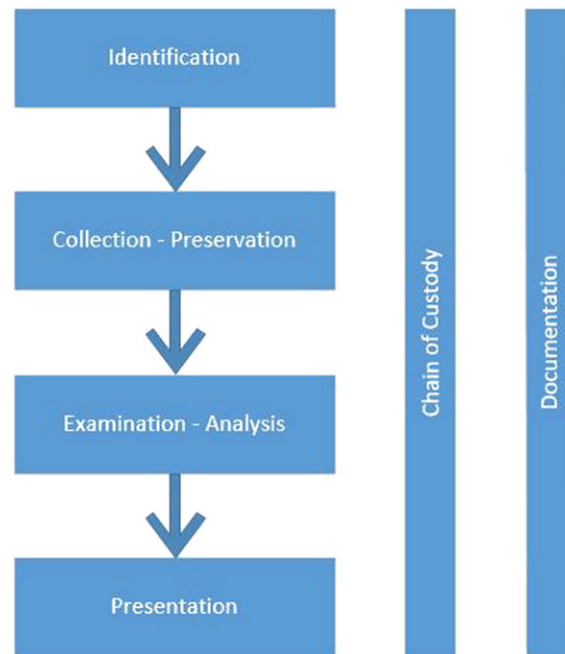 Identification
Collection - Preservation
Examination - Analysis
Presentation
Chain of Custody
Documentation